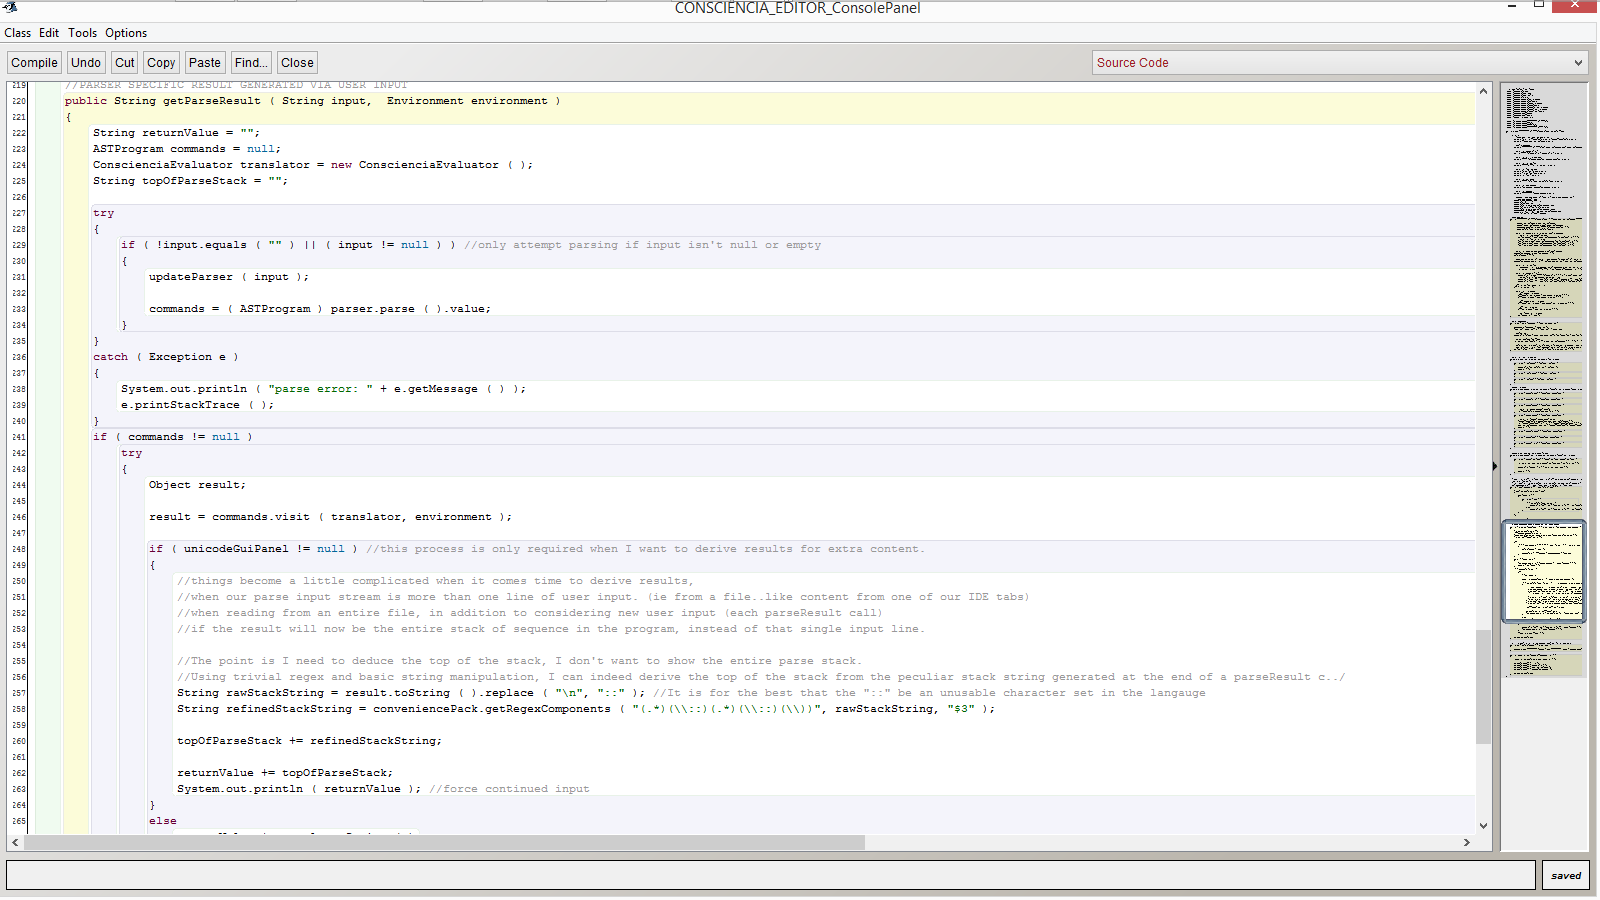 CONSCIENCIA_EDITOR_ConsolePanel
Class Edit Tools Options
Compile Undo Cut Copy Paste Find... Close Source Code
219 //PARSER SPECIFIC RESULT GENERATED VIA USER INPUT
220 public String getParseResult ( String input,  Environment environment )
221 {
222 String returnValue = "";
223 ASTProgram commands = null;
224 ConscienciaEvaluator translator = new ConscienciaEvaluator ( );
225 String topOfParseStack = "";
226
227 try
228 {
229 if ( !input.equals ( "" ) || ( input != null ) ) //only attempt parsing if input isn't null or empty
230 {
231 updateParser ( input );
232
233 commands = ( ASTProgram ) parser.parse ( ).value;
234 }
235 }
236 catch ( Exception e )
237 {
238 System.out.println ( "parse error: " + e.getMessage ( ) );
239 e.printStackTrace ( );
240 }
241 if ( commands != null )
242 try
243 {
244 Object result;
245
246 result = commands.visit ( translator, environment );
247
248 if ( unicodeGuiPanel != null ) //this process is only required when I want to derive results for extra content.
249 {
250 //things become a little complicated when it comes time to derive results,
251 //when our parse input stream is more than one line of user input. (ie from a file..like content from one of our IDE tabs)
252 //when reading from an entire file, in addition to considering new user input (each parseResult call)
253 //if the result will now be the entire stack of sequence in the program, instead of that single input line.
254
255 //The point is I need to deduce the top of the stack, I don't want to show the entire parse stack.
256 //Using trivial regex and basic string manipulation, I can indeed derive the top of the stack from the peculiar stack string generated at the end of a parseResult c../
257 String rawStackString = result.toString ( ).replace ( "\n", "::" ); //It is for the best that the "::" be an unusable character set in the langauge
258 String refinedStackString = conveniencePack.getRegexComponents ( "(.*)(\\::)(.*)(\\::)(\\))", rawStackString, "$3" );
259
260 topOfParseStack += refinedStackString;
261
262 returnValue += topOfParseStack;
263 System.out.println ( returnValue ); //force continued input
264 }
265 else
saved